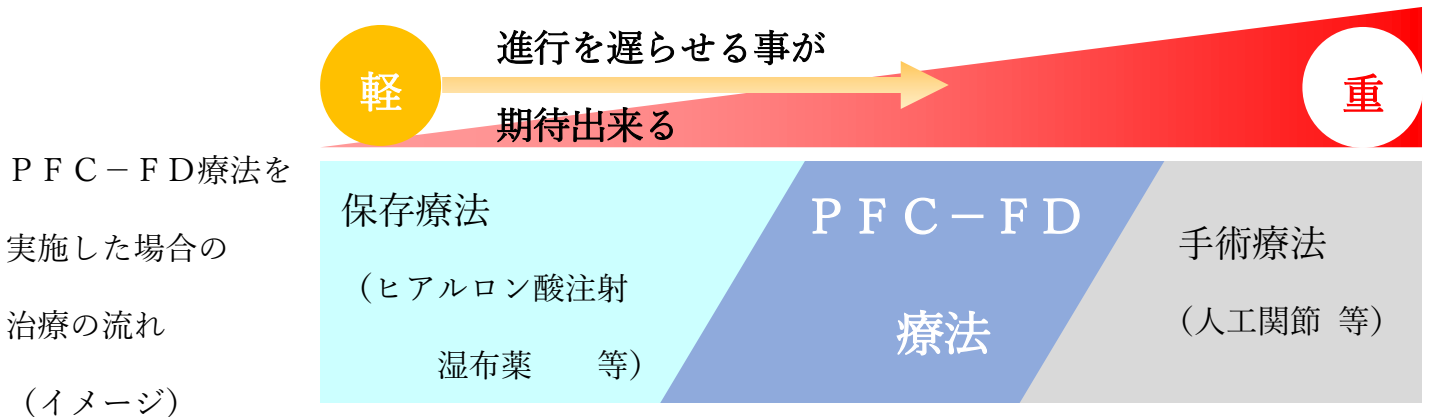 進行を遅らせる事が
軽
重
期待出来る
ＰＦＣ－ＦＤ療法を
実施した場合の
治療の流れ
（イメージ）
保存療法
（ヒアルロン酸注射
湿布薬　　等）
ＰＦＣ－ＦＤ
療法
手術療法
（人工関節 等）